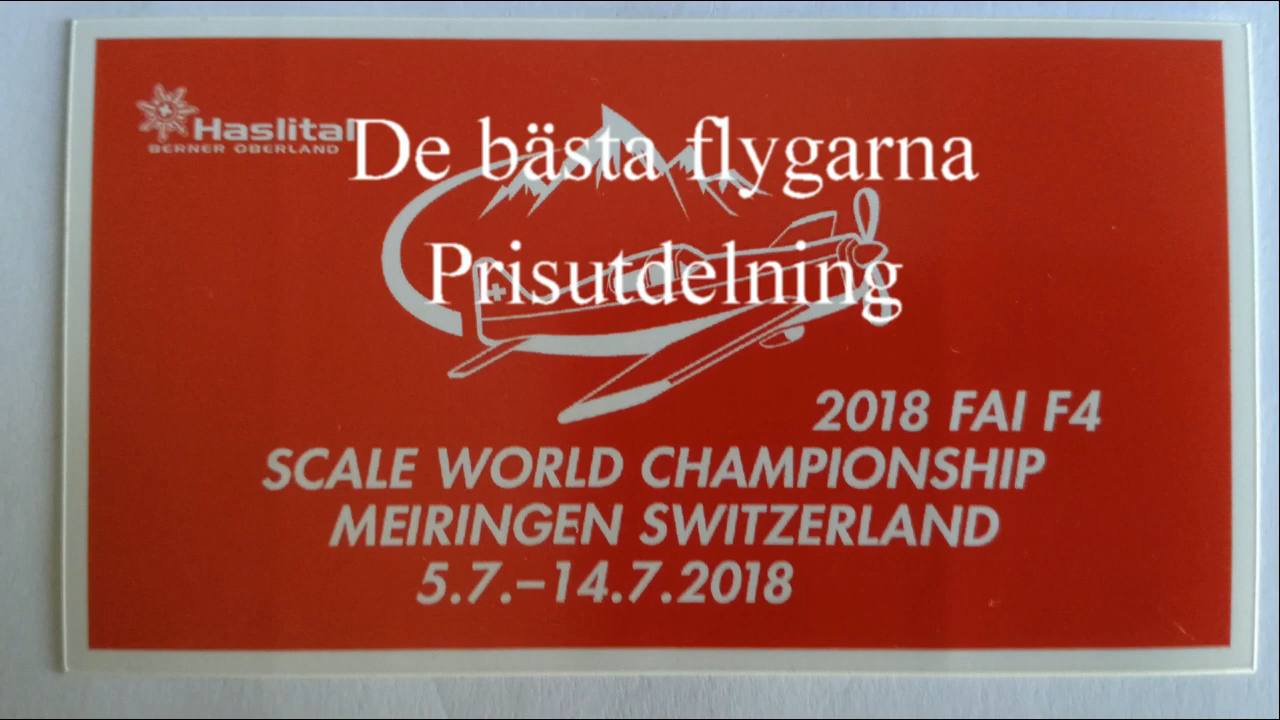 Haslital
BERNER OBERLAND
De bästa flygarna
Prisutdelning
2018 FAI F4
SCALE WORLD CHAMPIONSHIP
MEIRINGEN SWITZERLAND
5.7.–14.7.2018